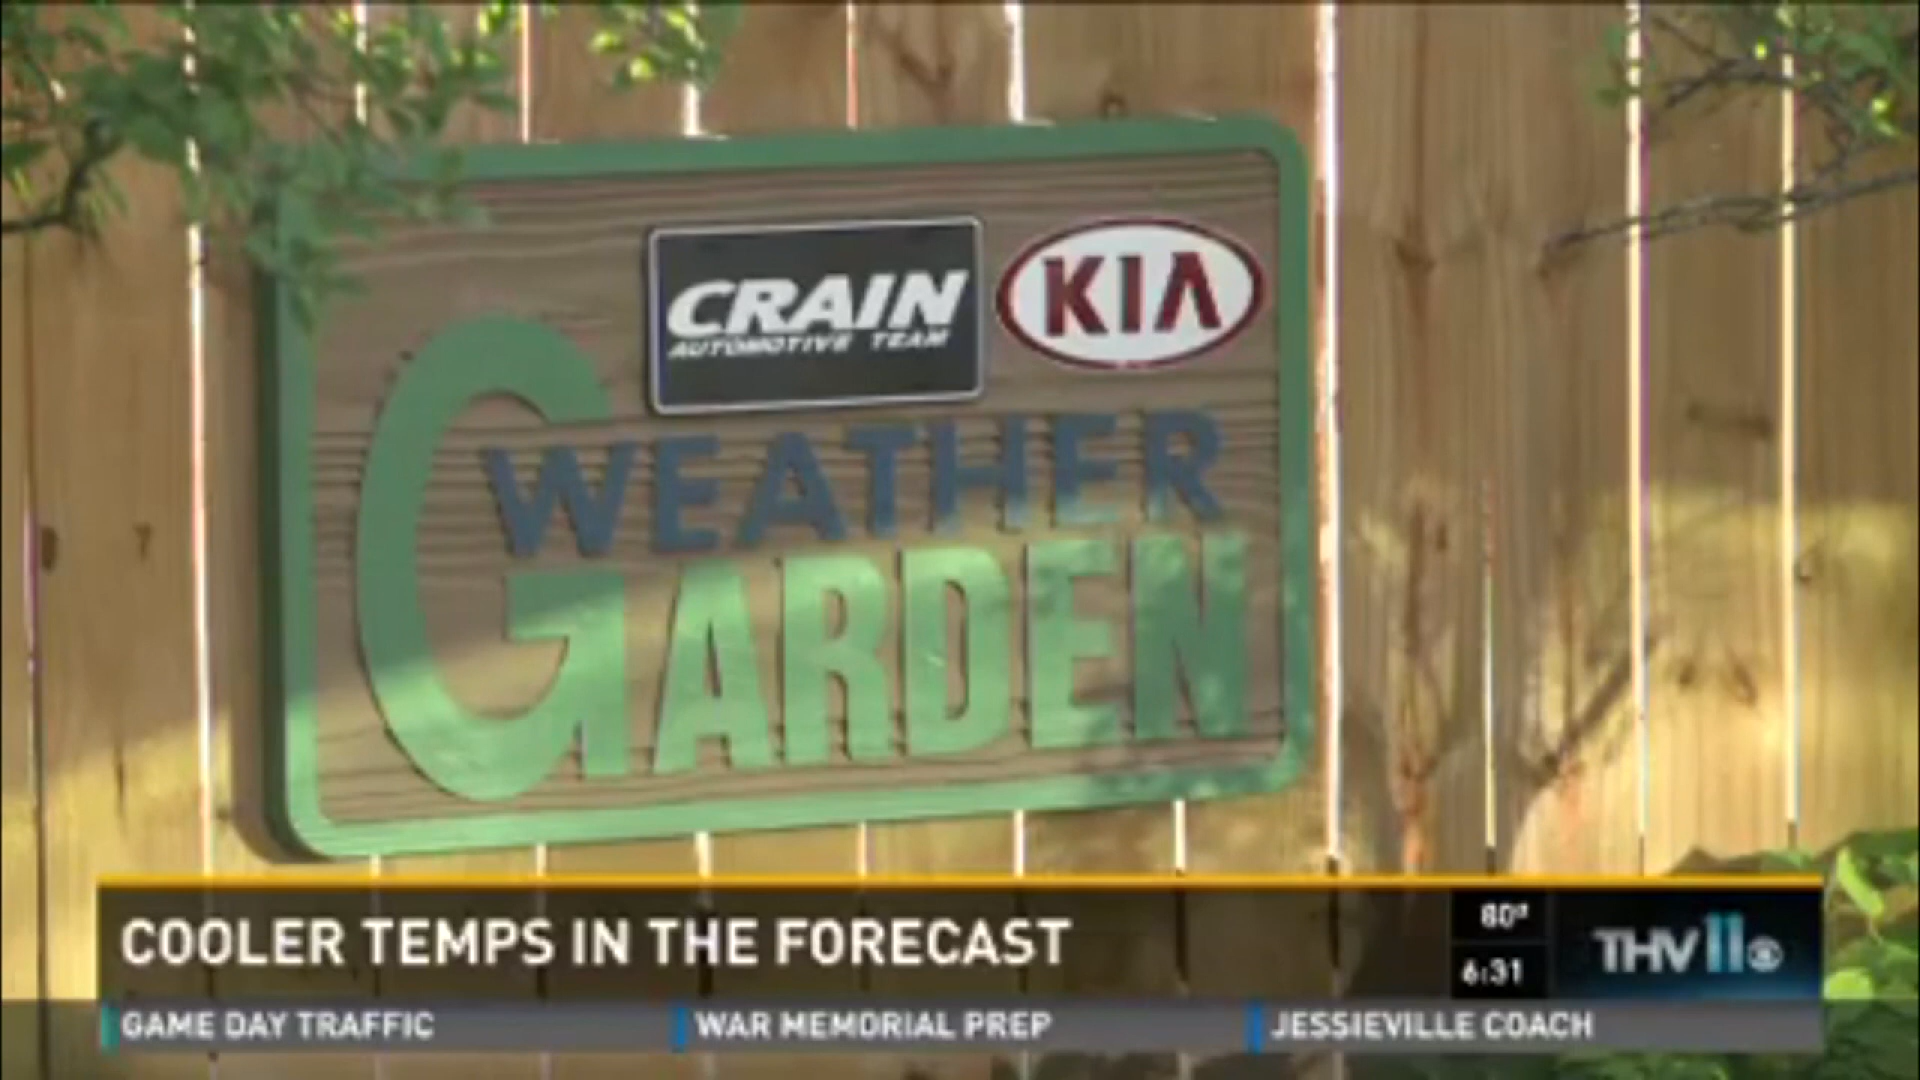 CRAIN
AUTOMOTIVE TEAM
KIA
WEATHER
GARDEN
COOLER TEMPS IN THE FORECAST
80°
6:31
THV11
GAME DAY TRAFFIC
WAR MEMORIAL PREP
JESSIEVILLE COACH